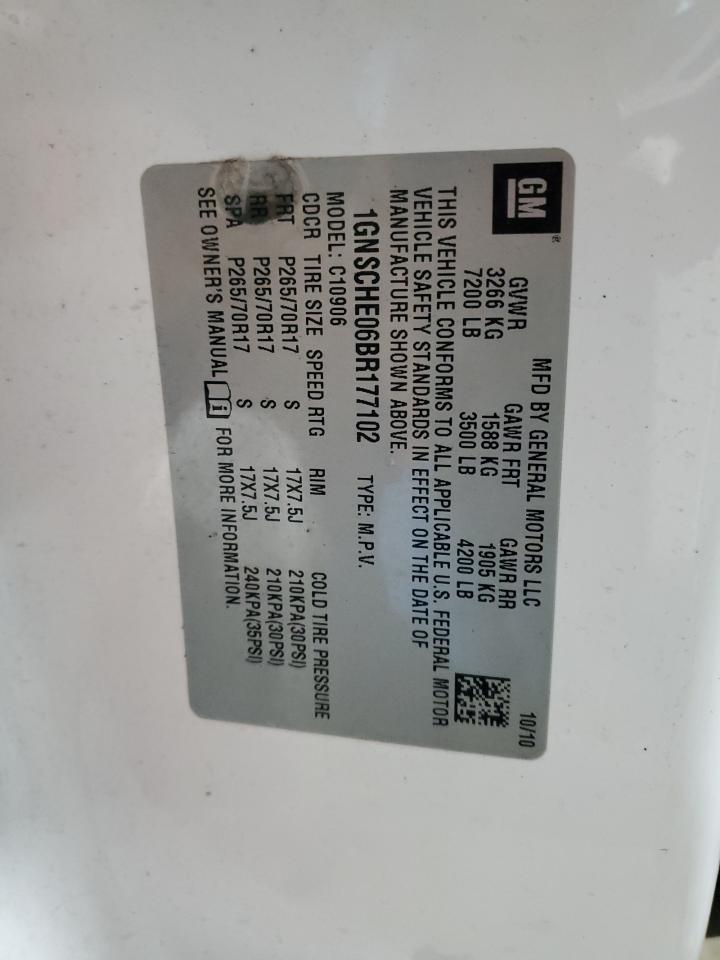 GM ®
MFD BY GENERAL MOTORS LLC 10/10
GVWR GAWR FRT GAWR RR
3266 KG 1588 KG 1905 KG
7200 LB 3500 LB 4200 LB
THIS VEHICLE CONFORMS TO ALL APPLICABLE U.S. FEDERAL MOTOR
VEHICLE SAFETY STANDARDS IN EFFECT ON THE DATE OF
MANUFACTURE SHOWN ABOVE.
1GNSCHE06BR177102 TYPE: M.P.V.
MODEL: C10906
CDCR TIRE SIZE SPEED RTG RIM COLD TIRE PRESSURE
FRT P265/70R17 S 17X7.5J 210KPA(30PSI)
RR P265/70R17 S 17X7.5J 210KPA(30PSI)
SPA P265/70R17 S 17X7.5J 240KPA(35PSI)
SEE OWNER'S MANUAL FOR MORE INFORMATION.